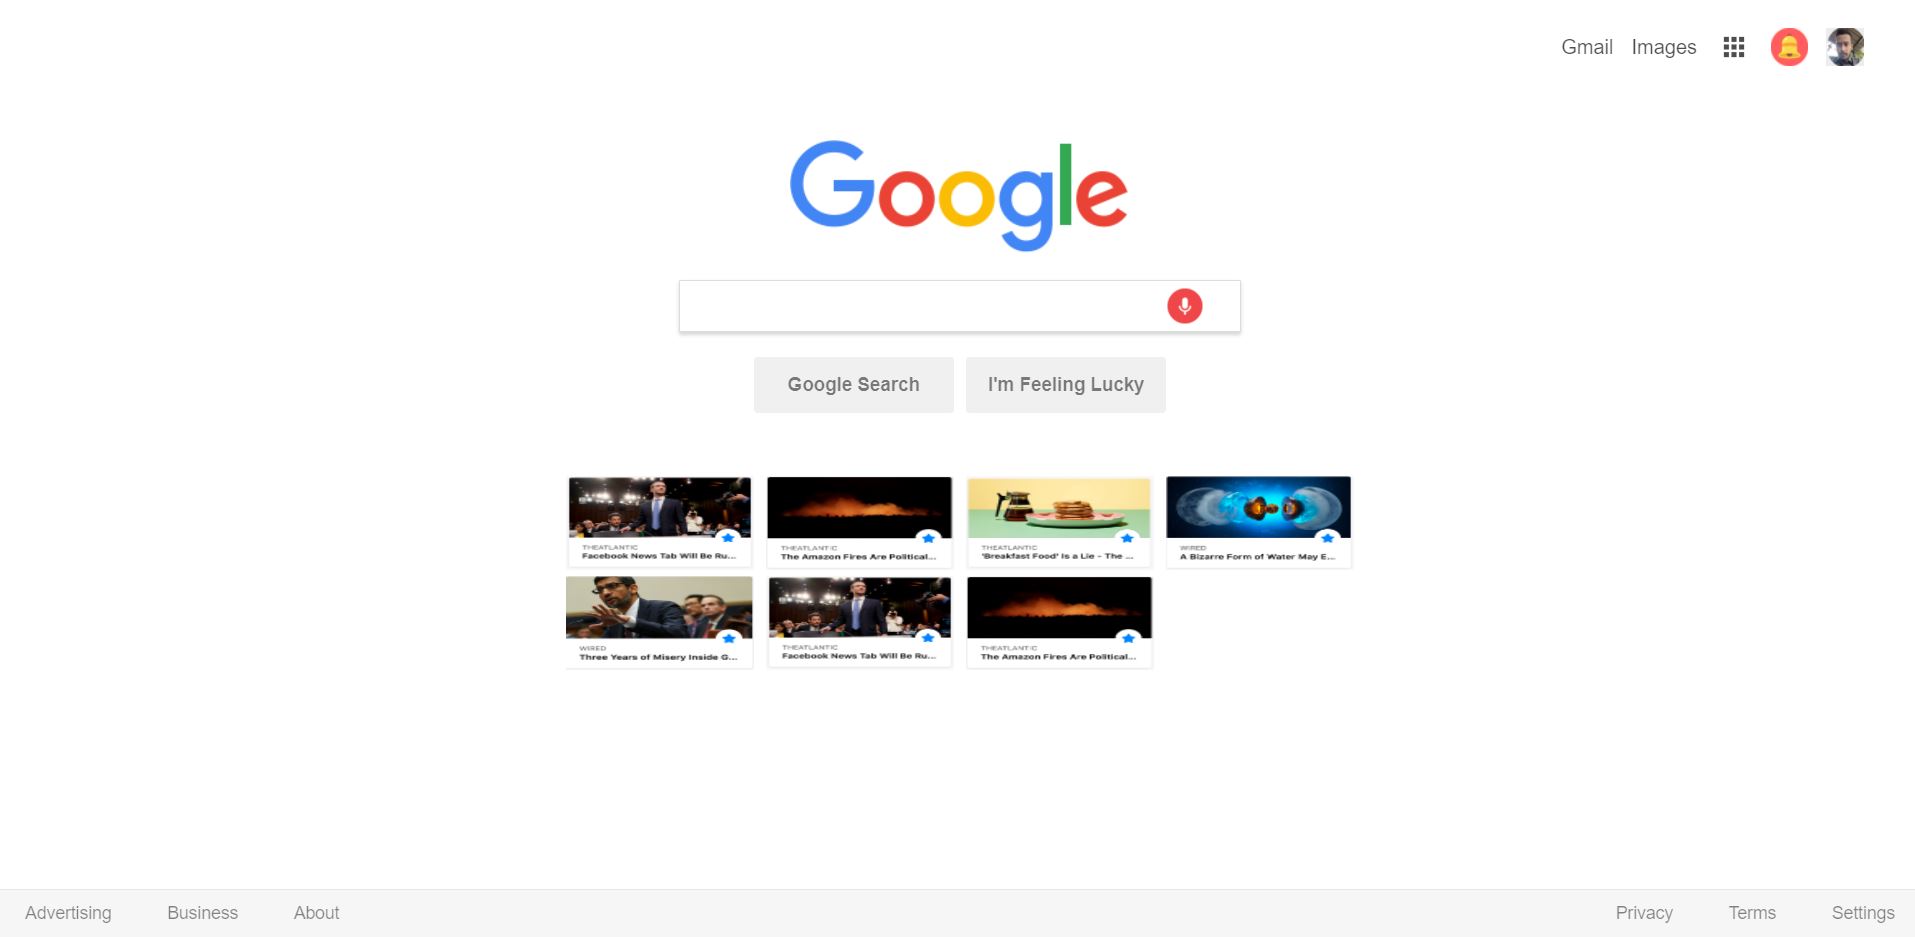 Gmail Images
Google
Google Search
I'm Feeling Lucky
THEATLANTIC
Facebook News Tab Will Be Ru...
THEATLANTIC
The Amazon Fires Are Political...
THEATLANTIC
'Breakfast Food' Is a Lie - The ...
WIRED
A Bizarre Form of Water May E...
WIRED
Three Years of Misery Inside G...
THEATLANTIC
Facebook News Tab Will Be Ru...
THEATLANTIC
The Amazon Fires Are Political...
Advertising Business About Privacy Terms Settings